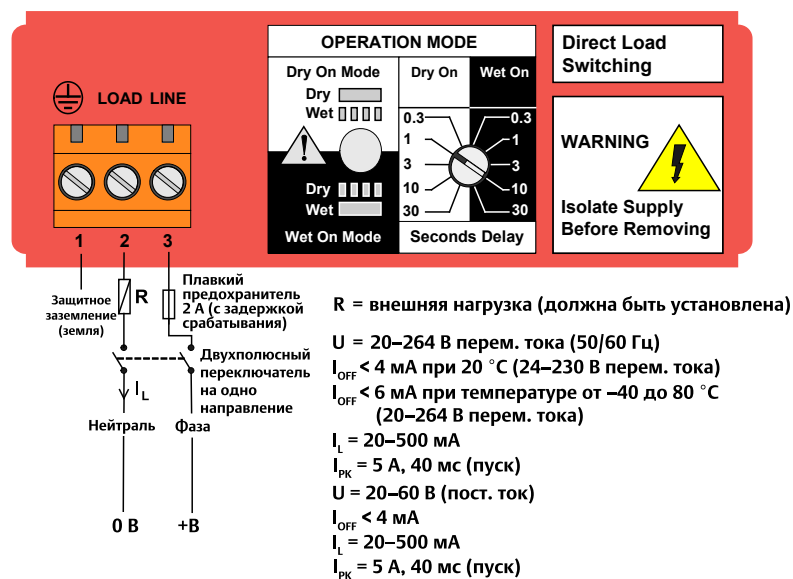 OPERATION MODE
Dry On Mode
Dry
Wet
Dry
Wet
Wet On Mode
Dry On
Wet On
0.3
0.3
1
1
3
3
10
10
30
30
Seconds Delay
Direct Load
Switching
WARNING
Isolate Supply
Before Removing
LOAD LINE
1 2 3
Защитное
заземление
(земля)
R
Плавкий
предохранитель
2 А (с задержкой
срабатывания)
Двухполюсный
переключатель
на одно
направление
IL
Нейтраль
Фаза
0 В
+В
R = внешняя нагрузка (должна быть установлена)
U = 20–264 В перем. тока (50/60 Гц)
IOFF < 4 мА при 20 °C (24–230 В перем. тока)
IOFF < 6 мА при температуре от –40 до 80 °C
(20–264 В перем. тока)
IL = 20–500 мА
IPK = 5 А, 40 мс (пуск)
U = 20–60 В (пост. ток)
IOFF < 4 мА
IL = 20–500 мА
IPK = 5 А, 40 мс (пуск)